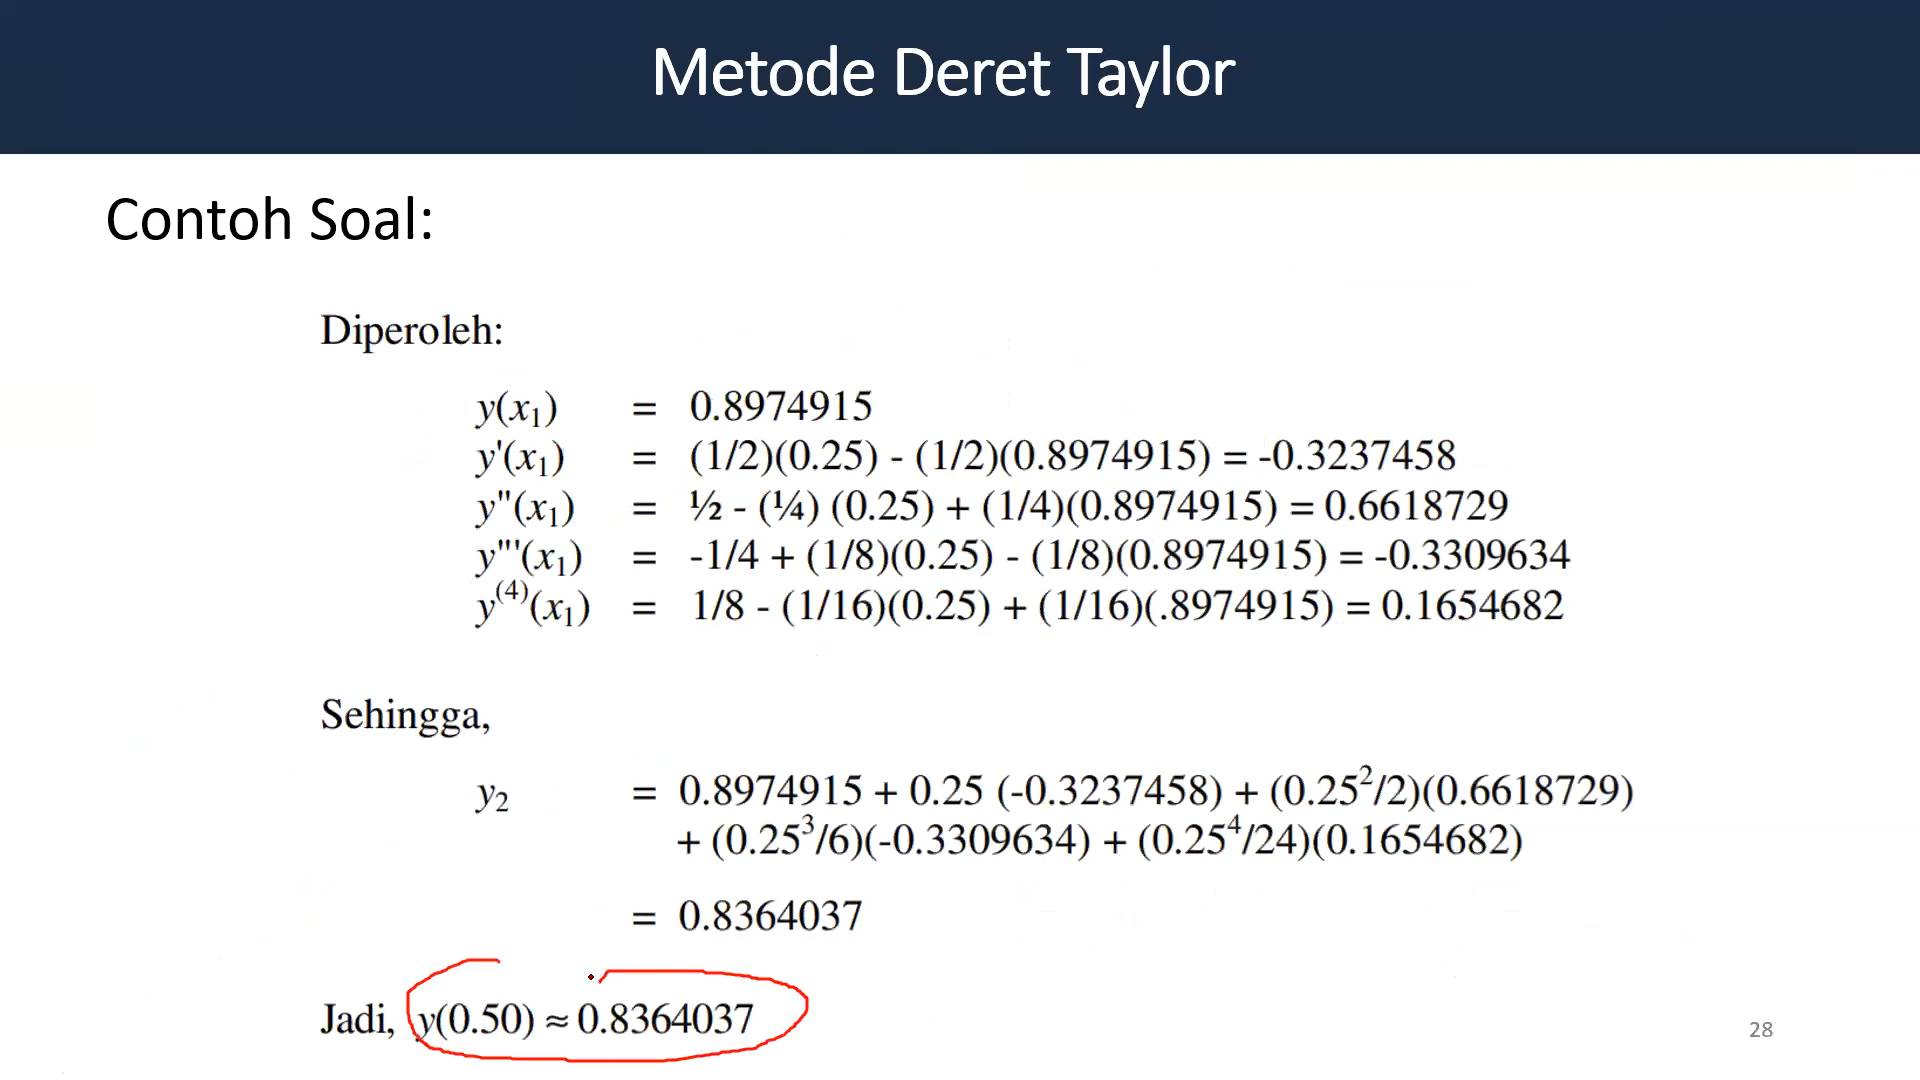 Metode Deret Taylor
Contoh Soal:
Diperoleh:
y(x₁) = 0.8974915
y'(x₁) = (1/2)(0.25) - (1/2)(0.8974915) = -0.3237458
y"(x₁) = ½ - (¼) (0.25) + (1/4)(0.8974915) = 0.6618729
y"'(x₁) = -1/4 + (1/8)(0.25) - (1/8)(0.8974915) = -0.3309634
y⁽⁴⁾(x₁) = 1/8 - (1/16)(0.25) + (1/16)(.8974915) = 0.1654682
Sehingga,
y₂ = 0.8974915 + 0.25 (-0.3237458) + (0.25²/2)(0.6618729)
+ (0.25³/6)(-0.3309634) + (0.25⁴/24)(0.1654682)
= 0.8364037
Jadi, y(0.50) ≈ 0.8364037
28